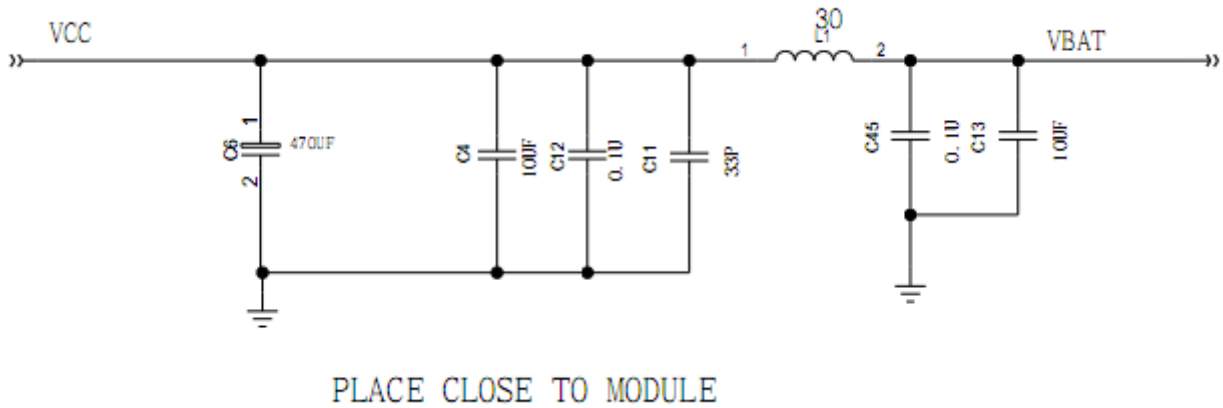 VCC
30
L1
1
2
VBAT
1
C6
470UF
2
C4
10UF
C12
0.1U
C11
33P
C45
0.1U
C13
10UF
PLACE CLOSE TO MODULE